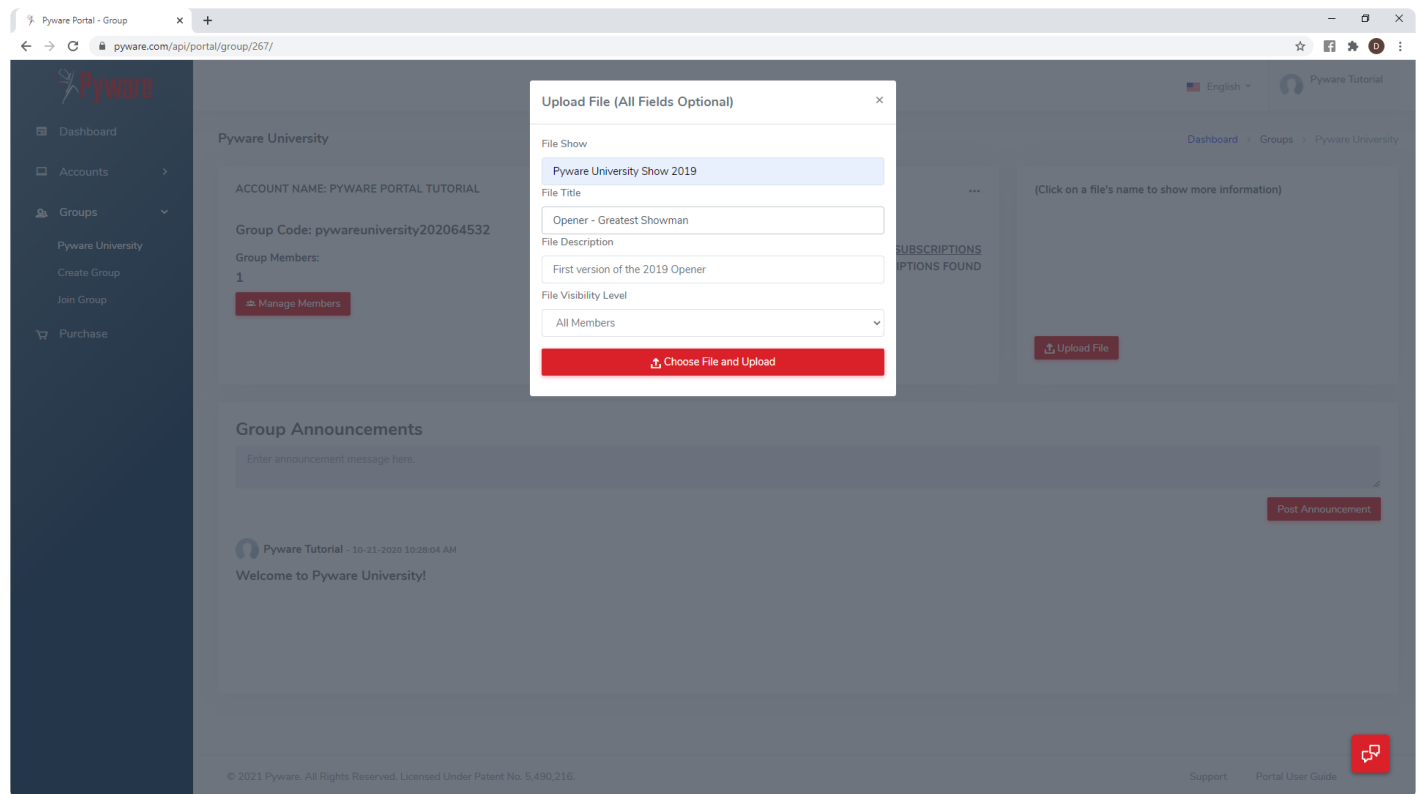 Pyware Portal - Group
pyware.com/api/portal/group/267/
D
Pyware
English
Pyware Tutorial
Dashboard
Accounts
Groups
Pyware University
Create Group
Join Group
Purchase
Pyware University
Dashboard > Groups > Pyware University
ACCOUNT NAME: PYWARE PORTAL TUTORIAL
...
Group Code: pywareuniversity202064532
Group Members:
1
Manage Members
SUBSCRIPTIONS
IPTIONS FOUND
(Click on a file's name to show more information)
Upload File
Upload File (All Fields Optional)
×
File Show
Pyware University Show 2019
File Title
Opener - Greatest Showman
File Description
First version of the 2019 Opener
File Visibility Level
All Members
Choose File and Upload
Group Announcements
Enter announcement message here.
Post Announcement
Pyware Tutorial - 10-21-2020 10:28:04 AM
Welcome to Pyware University!
© 2021 Pyware. All Rights Reserved. Licensed Under Patent No. 5,490,216.
Support
Portal User Guide